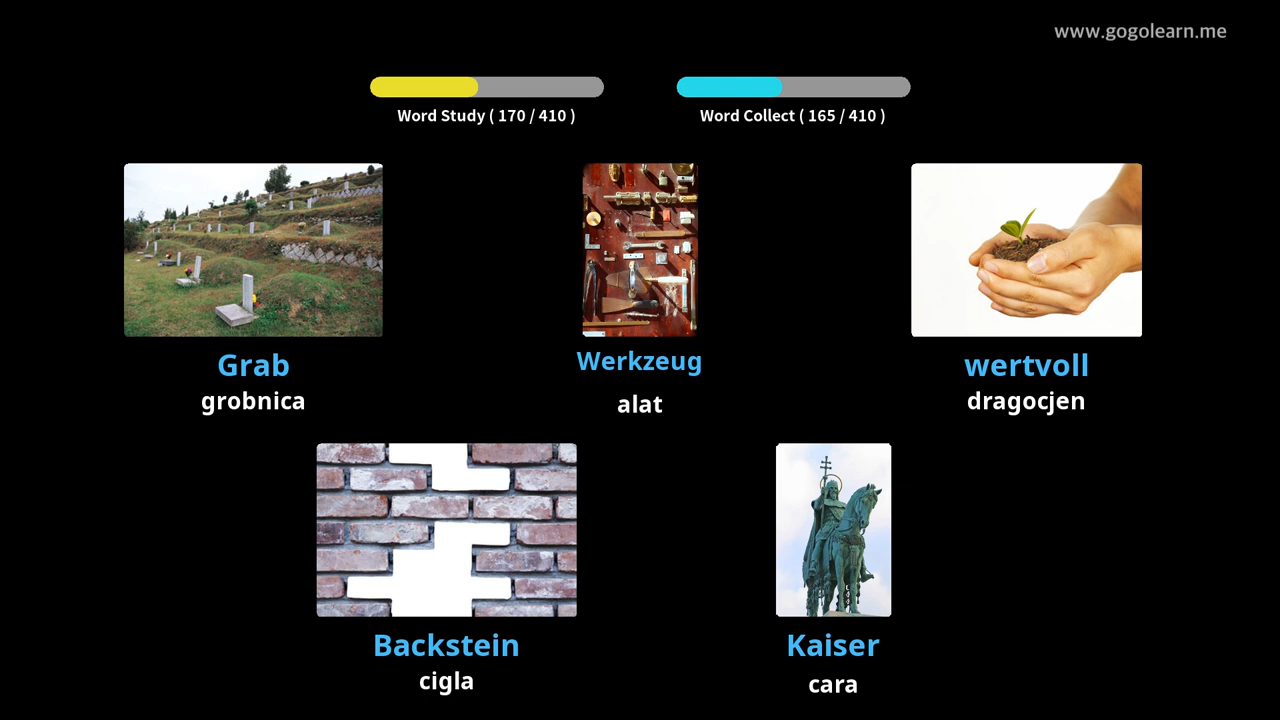 www.gogolearn.me
Word Study ( 170 / 410 )
Word Collect ( 165 / 410 )
Grab
grobnica
Werkzeug
alat
wertvoll
dragocjen
Backstein
cigla
Kaiser
cara